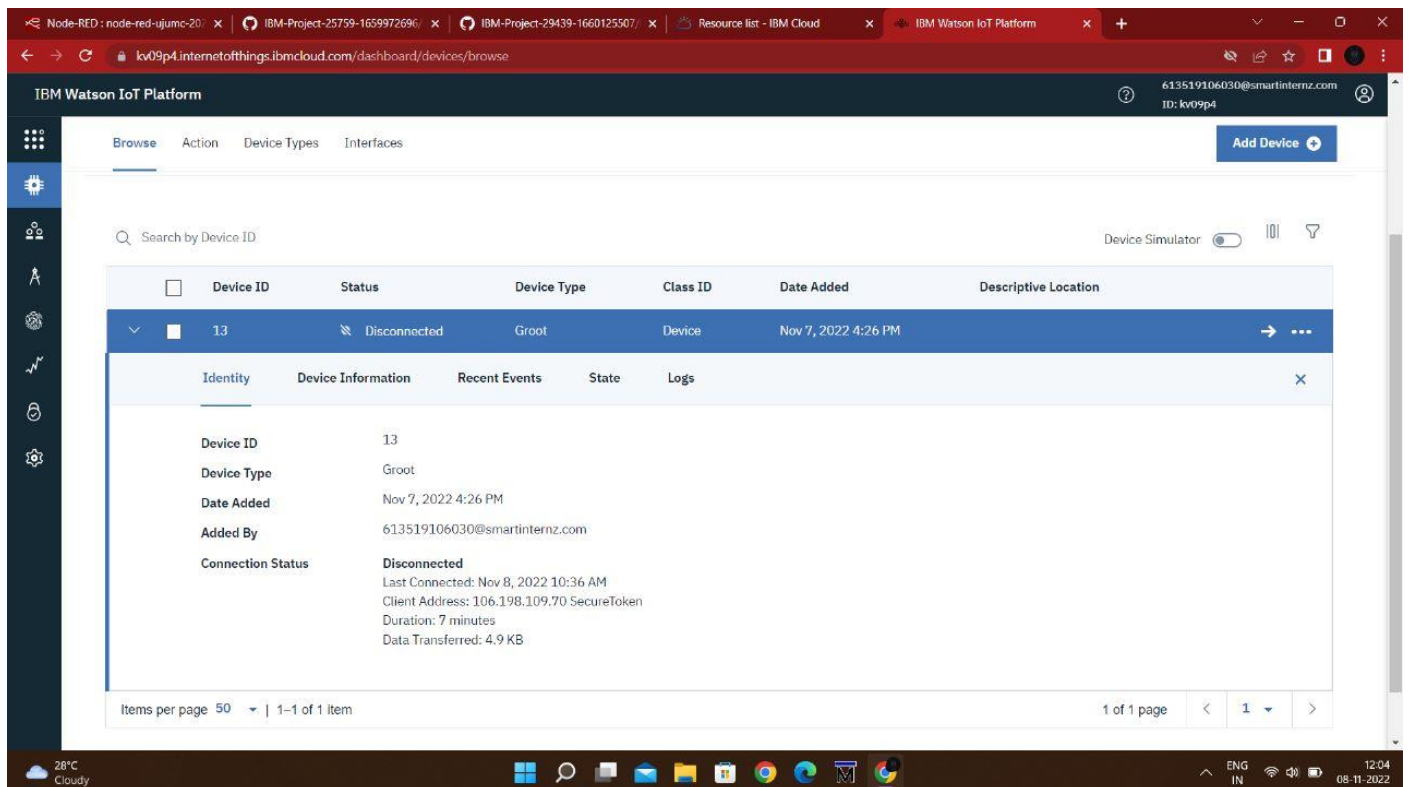 Node-RED : node-red-ujumc-202
IBM-Project-25759-1659972696/
IBM-Project-29439-1660125507/
Resource list - IBM Cloud
IBM Watson IoT Platform
kv09p4.internetofthings.ibmcloud.com/dashboard/devices/browse
IBM Watson IoT Platform
613519106030@smartinternz.com
ID: kv09p4
Browse Action Device Types Interfaces
Add Device
Search by Device ID
Device Simulator
Device ID Status Device Type Class ID Date Added Descriptive Location
13 Disconnected Groot Device Nov 7, 2022 4:26 PM
Identity Device Information Recent Events State Logs
Device ID 13
Device Type Groot
Date Added Nov 7, 2022 4:26 PM
Added By 613519106030@smartinternz.com
Connection Status Disconnected
Last Connected: Nov 8, 2022 10:36 AM
Client Address: 106.198.109.70 SecureToken
Duration: 7 minutes
Data Transferred: 4.9 KB
Items per page 50 | 1–1 of 1 item
1 of 1 page 1
28°C
Cloudy
ENG
IN
12:04
08-11-2022